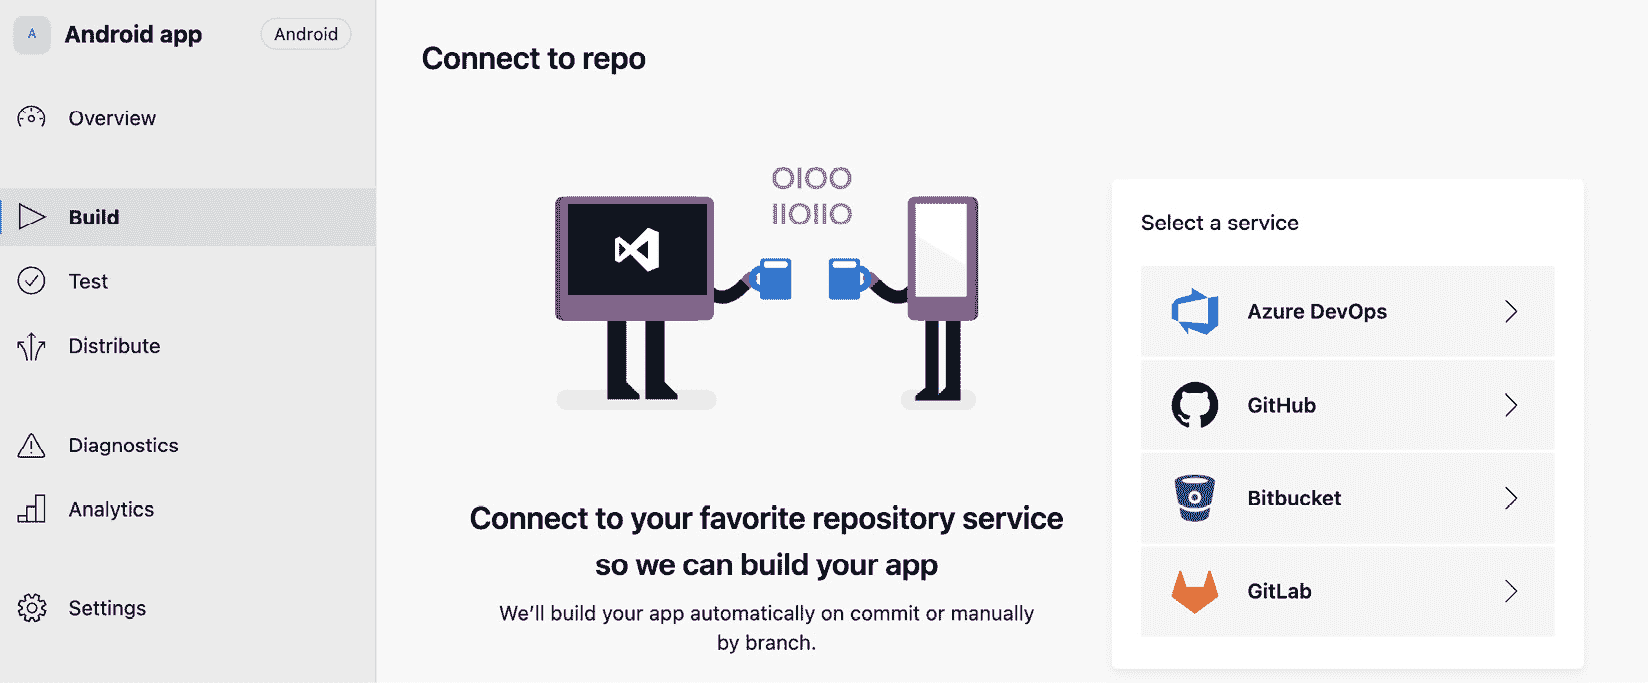 A
Android app
Android
Overview
Build
Test
Distribute
Diagnostics
Analytics
Settings
Connect to repo
0100
110110
Connect to your favorite repository service
so we can build your app
We'll build your app automatically on commit or manually
by branch.
Select a service
Azure DevOps
GitHub
Bitbucket
GitLab